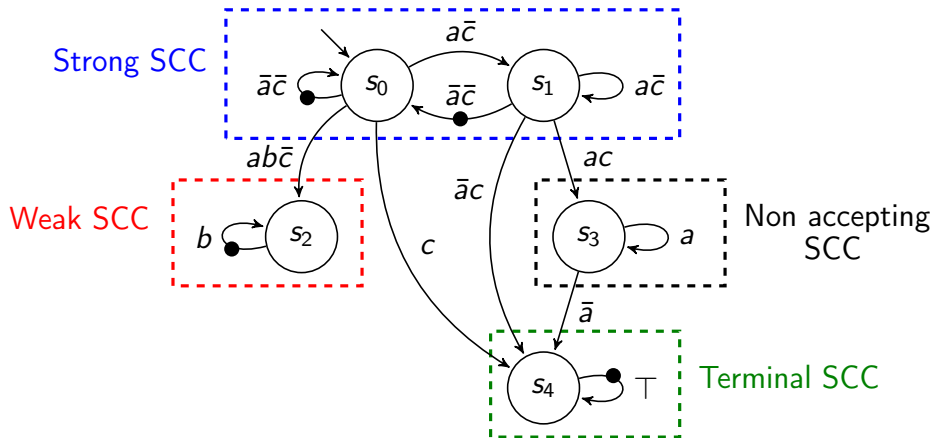 Strong SCC
āc̄
s₀
ac̄
āc̄
s₁
ac̄
abc̄
āc
ac
Weak SCC
b
s₂
c
s₃
a
Non accepting
SCC
ā
s₄
⊤
Terminal SCC